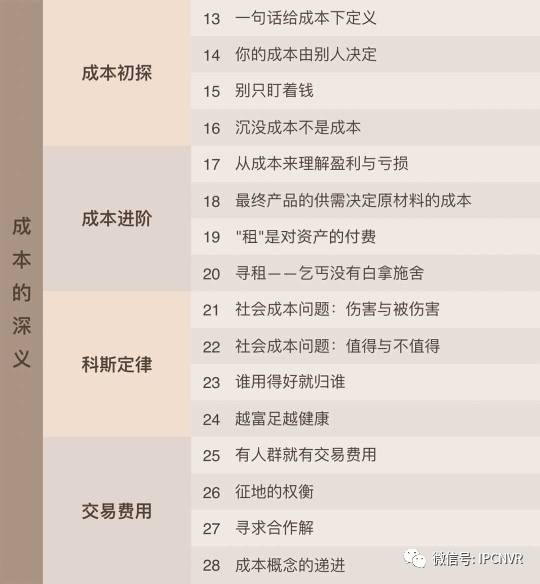 成本的深义
成本初探
13 一句话给成本下定义
14 你的成本由别人决定
15 别只盯着钱
16 沉没成本不是成本
成本进阶
17 从成本来理解盈利与亏损
18 最终产品的供需决定原材料的成本
19 "租"是对资产的付费
20 寻租——乞丐没有白拿施舍
科斯定律
21 社会成本问题：伤害与被伤害
22 社会成本问题：值得与不值得
23 谁用得好就归谁
24 越富足越健康
交易费用
25 有人群就有交易费用
26 征地的权衡
27 寻求合作解
28 成本概念的递进
微信号: IPCNVR